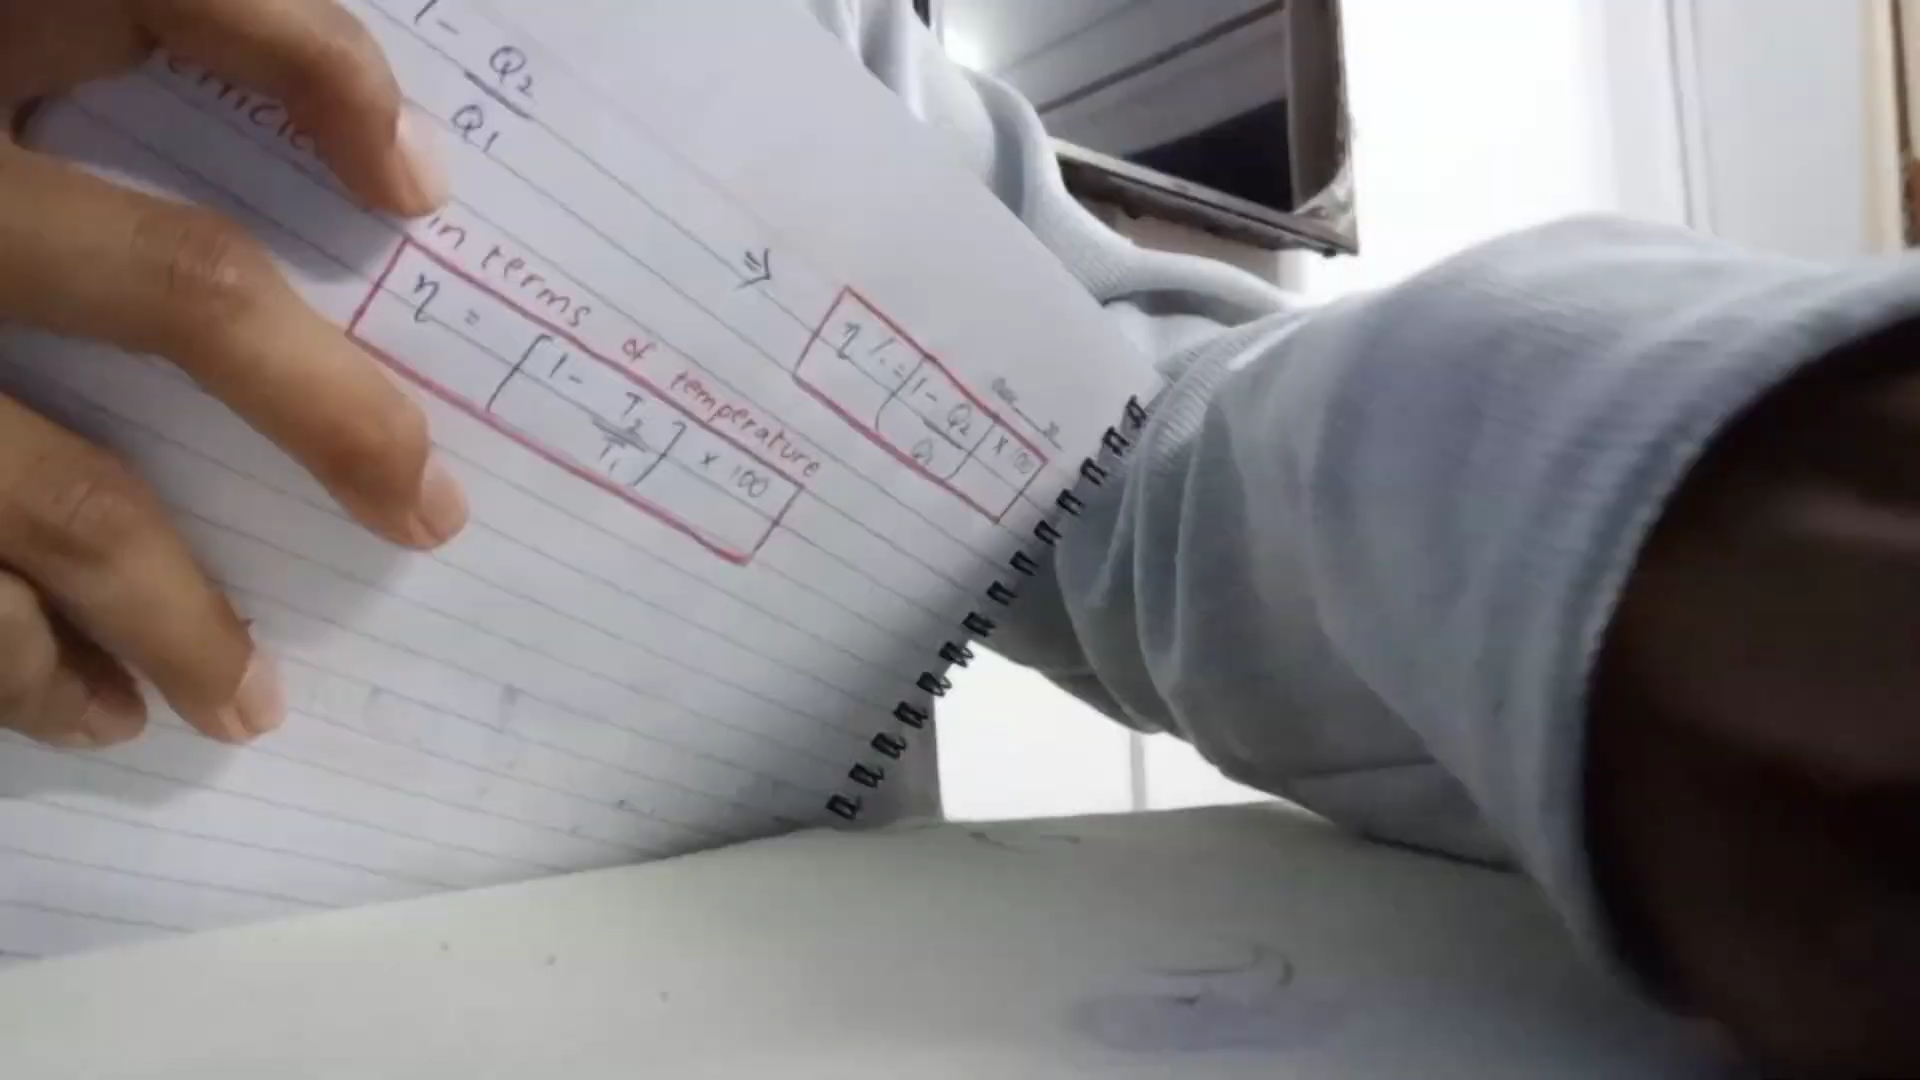 1 - Q2/Q1
⇒ η % = (1 - Q2/Q1) × 100
in terms of temperature
η = [1 - T2/T1] × 100